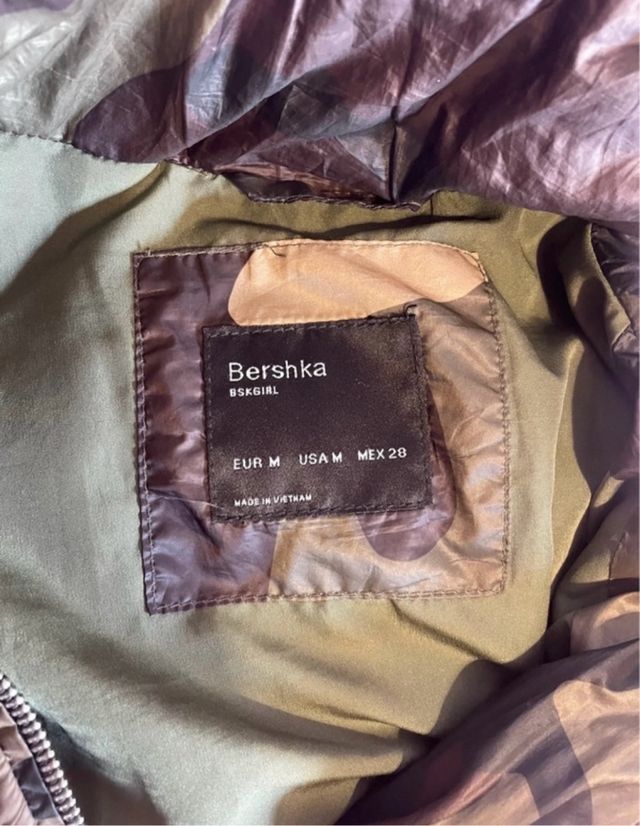 Bershka
BSKGIRL
EUR M USA M MEX 28
MADE IN VIETNAM